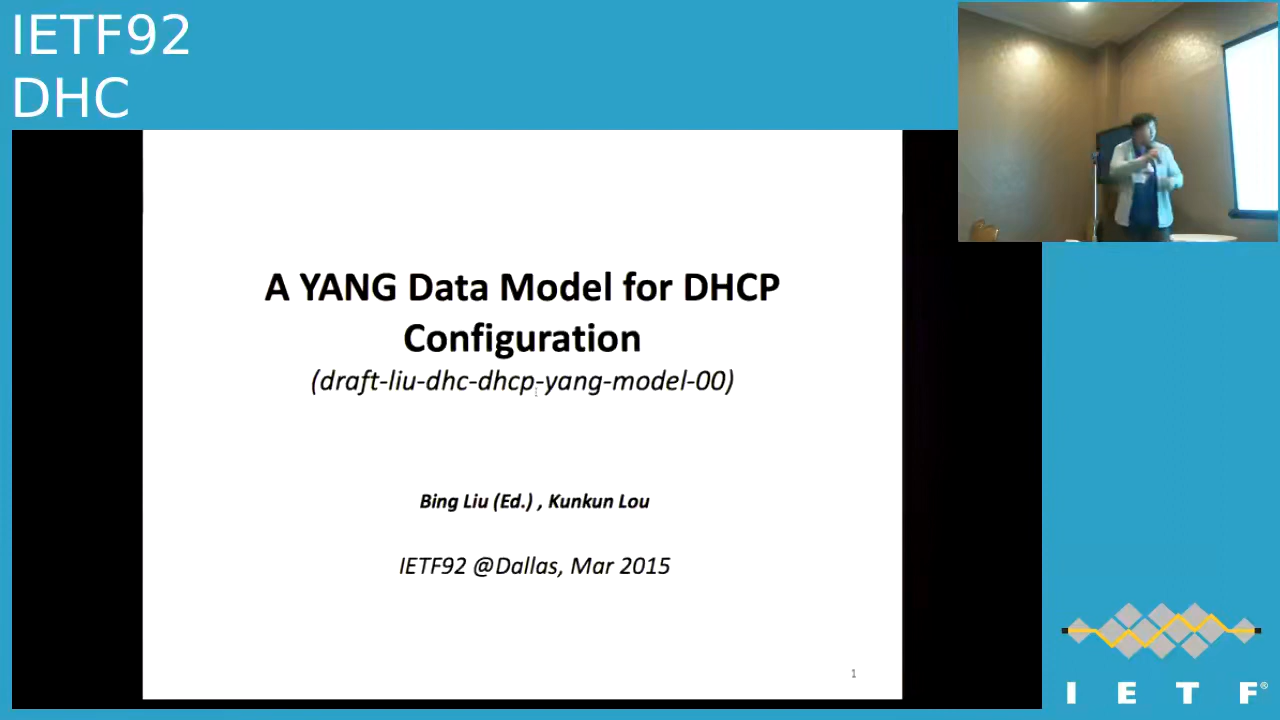 IETF92
DHC
A YANG Data Model for DHCP
Configuration
(draft-liu-dhc-dhcp-yang-model-00)
Bing Liu (Ed.) , Kunkun Lou
IETF92 @Dallas, Mar 2015
1
I E T F®